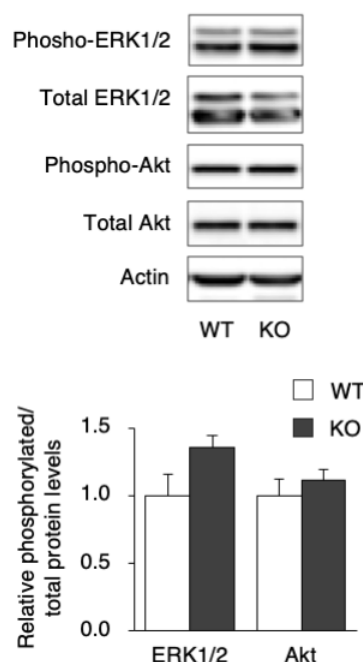 Phosho-ERK1/2
Total ERK1/2
Phospho-Akt
Total Akt
Actin
WT KO
WT
KO
Relative phosphorylated/
total protein levels
1.5
1.0
0.5
0.0
ERK1/2 Akt